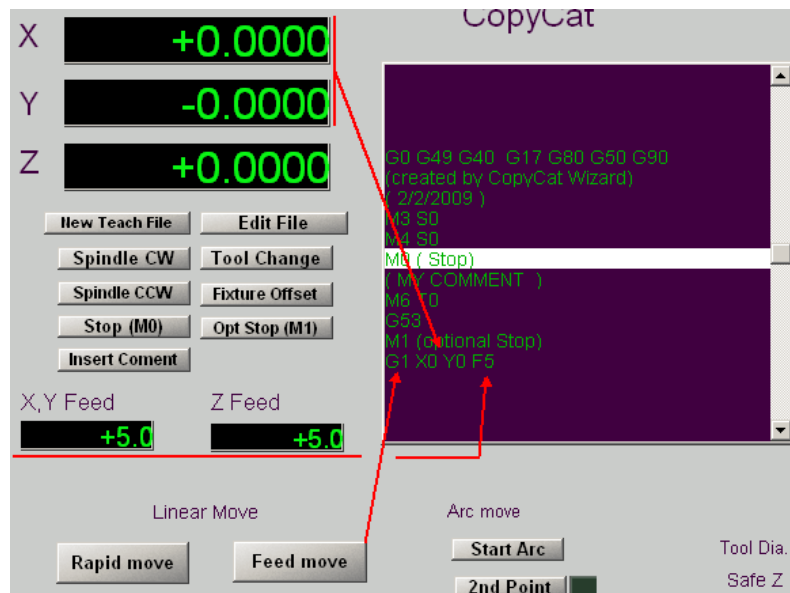 CopyCat
X +0.0000
Y -0.0000
Z +0.0000
New Teach File Edit File
Spindle CW Tool Change
Spindle CCW Fixture Offset
Stop (M0) Opt Stop (M1)
Insert Coment
X,Y Feed Z Feed
+5.0 +5.0
G0 G49 G40 G17 G80 G50 G90
(created by CopyCat Wizard)
( 2/2/2009 )
M3 S0
M4 S0
M0 ( Stop)
( MY COMMENT )
M6 T0
G53
M1 (optional Stop)
G1 X0 Y0 F5
Linear Move Arc move
Rapid move Feed move Start Arc Tool Dia.
2nd Point Safe Z